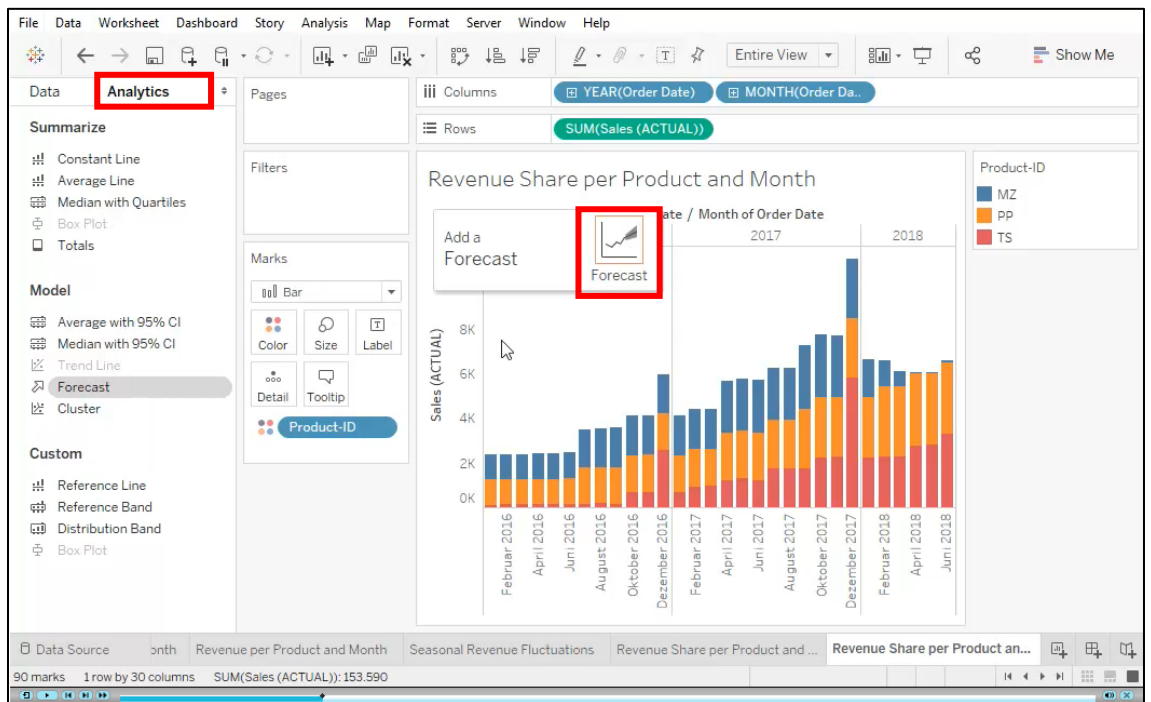 File Data Worksheet Dashboard Story Analysis Map Format Server Window Help
Entire View
Show Me
Data Analytics
Pages
iii Columns
YEAR(Order Date)
MONTH(Order Da..
Rows
SUM(Sales (ACTUAL))
Summarize
Constant Line
Average Line
Median with Quartiles
Box Plot
Totals
Model
Average with 95% CI
Median with 95% CI
Trend Line
Forecast
Cluster
Custom
Reference Line
Reference Band
Distribution Band
Box Plot
Filters
Marks
Bar
Color Size Label
T
Detail Tooltip
Product-ID
Revenue Share per Product and Month
ate / Month of Order Date
Add a
Forecast
Forecast
2017 2018
Sales (ACTUAL)
8K
6K
4K
2K
0K
Februar 2016
April 2016
Juni 2016
August 2016
Oktober 2016
Dezember 2016
Februar 2017
April 2017
Juni 2017
August 2017
Oktober 2017
Dezember 2017
Februar 2018
April 2018
Juni 2018
Product-ID
MZ
PP
TS
Data Source
onth
Revenue per Product and Month
Seasonal Revenue Fluctuations
Revenue Share per Product and ...
Revenue Share per Product an...
90 marks 1 row by 30 columns SUM(Sales (ACTUAL)): 153.590